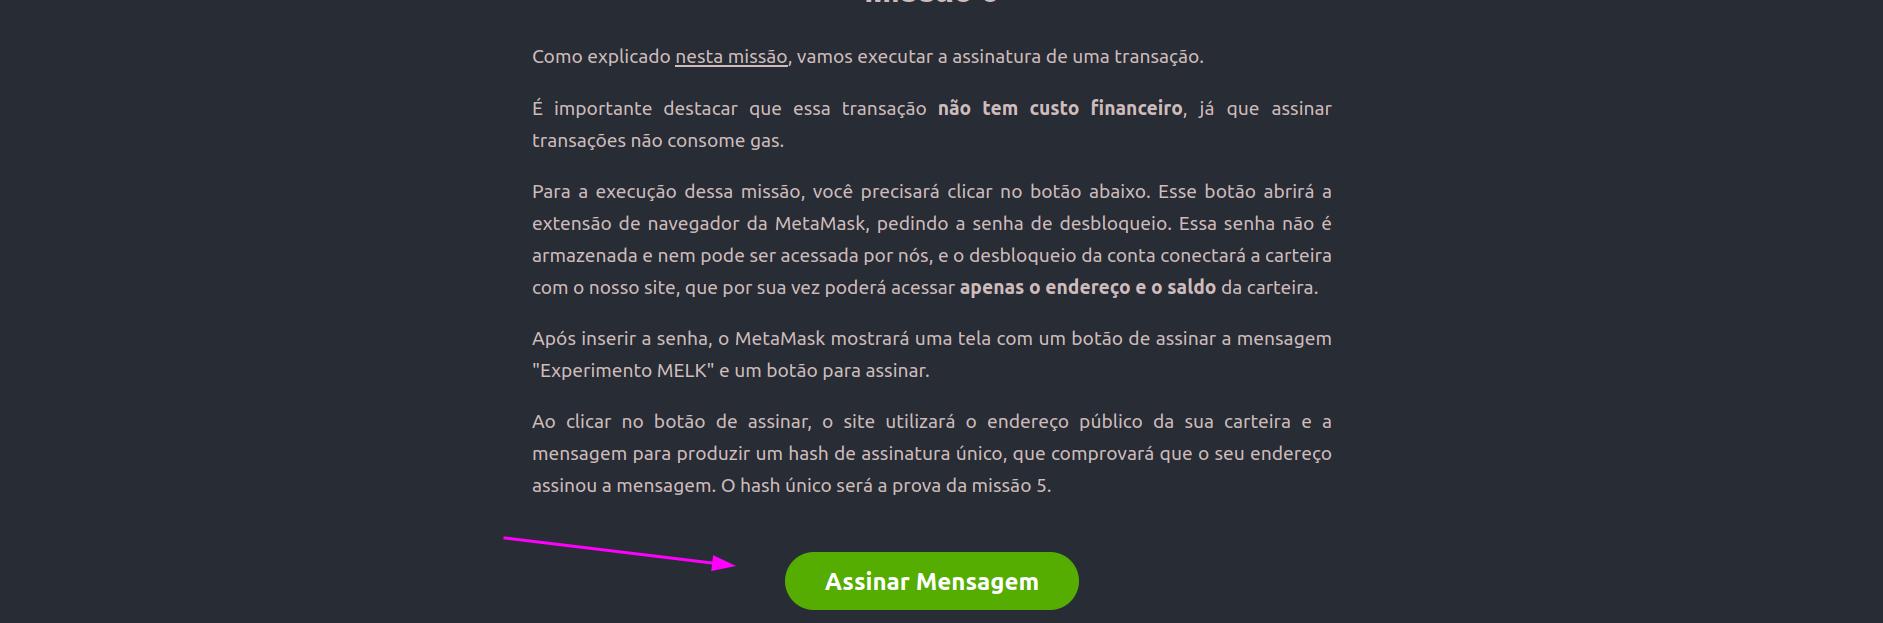 Como explicado nesta missão, vamos executar a assinatura de uma transação.
É importante destacar que essa transação não tem custo financeiro, já que assinar
transações não consome gas.
Para a execução dessa missão, você precisará clicar no botão abaixo. Esse botão abrirá a
extensão de navegador da MetaMask, pedindo a senha de desbloqueio. Essa senha não é
armazenada e nem pode ser acessada por nós, e o desbloqueio da conta conectará a carteira
com o nosso site, que por sua vez poderá acessar apenas o endereço e o saldo da carteira.
Após inserir a senha, o MetaMask mostrará uma tela com um botão de assinar a mensagem
"Experimento MELK" e um botão para assinar.
Ao clicar no botão de assinar, o site utilizará o endereço público da sua carteira e a
mensagem para produzir um hash de assinatura único, que comprovará que o seu endereço
assinou a mensagem. O hash único será a prova da missão 5.
Assinar Mensagem